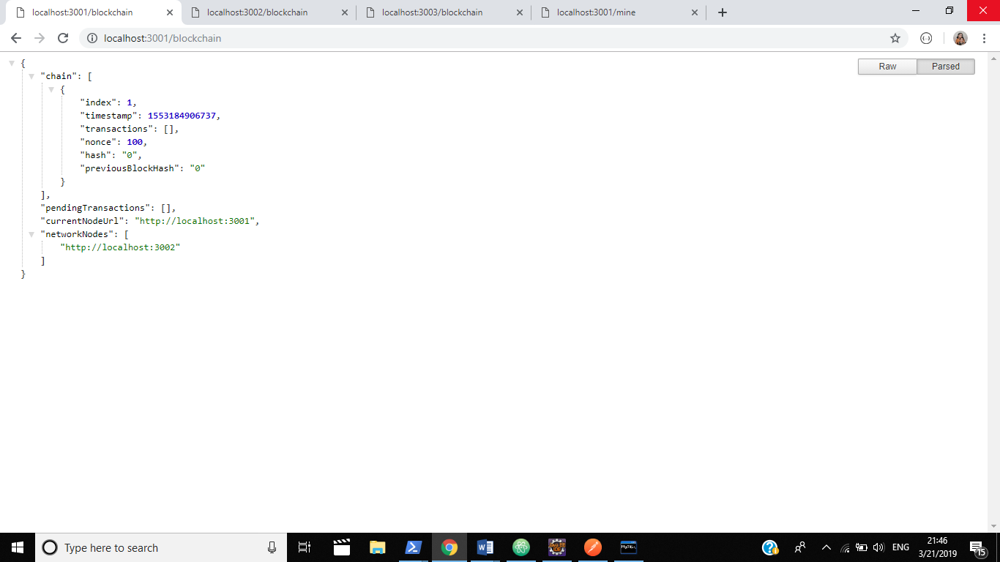 localhost:3001/blockchain
localhost:3002/blockchain
localhost:3003/blockchain
localhost:3001/mine
localhost:3001/blockchain
Raw
Parsed
{
"chain": [
{
"index": 1,
"timestamp": 1553184906737,
"transactions": [],
"nonce": 100,
"hash": "0",
"previousBlockHash": "0"
}
],
"pendingTransactions": [],
"currentNodeUrl": "http://localhost:3001",
"networkNodes": [
"http://localhost:3002"
]
}
Type here to search
ENG
21:46
3/21/2019
15